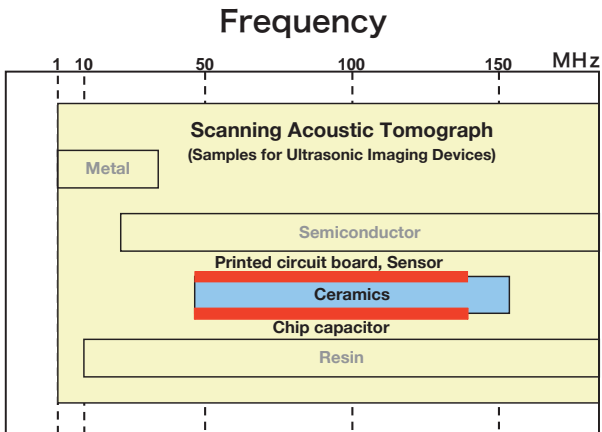 Frequency
1 10 50 100 150 MHz
Scanning Acoustic Tomograph
(Samples for Ultrasonic Imaging Devices)
Metal
Semiconductor
Printed circuit board, Sensor
Ceramics
Chip capacitor
Resin